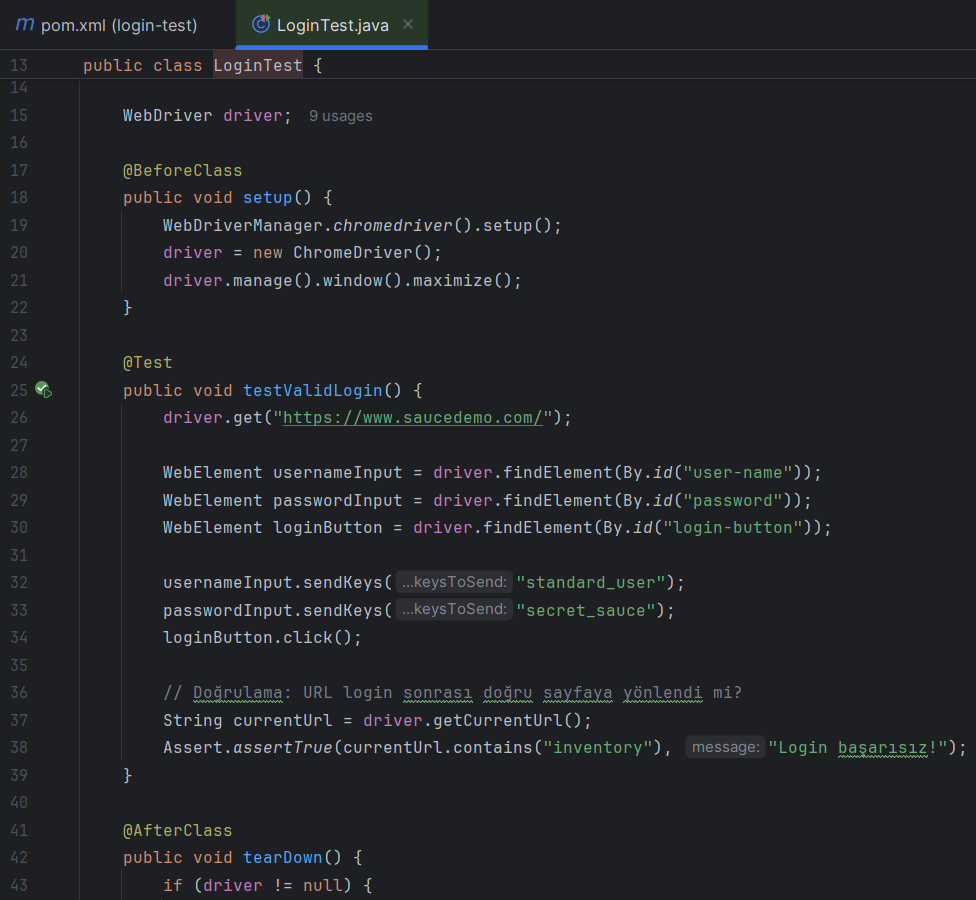 m pom.xml (login-test) LoginTest.java ×
13 public class LoginTest {
14
15 WebDriver driver; 9 usages
16
17 @BeforeClass
18 public void setup() {
19 WebDriverManager.chromedriver().setup();
20 driver = new ChromeDriver();
21 driver.manage().window().maximize();
22 }
23
24 @Test
25 public void testValidLogin() {
26 driver.get("https://www.saucedemo.com/");
27
28 WebElement usernameInput = driver.findElement(By.id("user-name"));
29 WebElement passwordInput = driver.findElement(By.id("password"));
30 WebElement loginButton = driver.findElement(By.id("login-button"));
31
32 usernameInput.sendKeys( ...keysToSend: "standard_user");
33 passwordInput.sendKeys( ...keysToSend: "secret_sauce");
34 loginButton.click();
35
36 // Doğrulama: URL login sonrası doğru sayfaya yönlendi mi?
37 String currentUrl = driver.getCurrentUrl();
38 Assert.assertTrue(currentUrl.contains("inventory"), message: "Login başarısız!");
39 }
40
41 @AfterClass
42 public void tearDown() {
43 if (driver != null) {